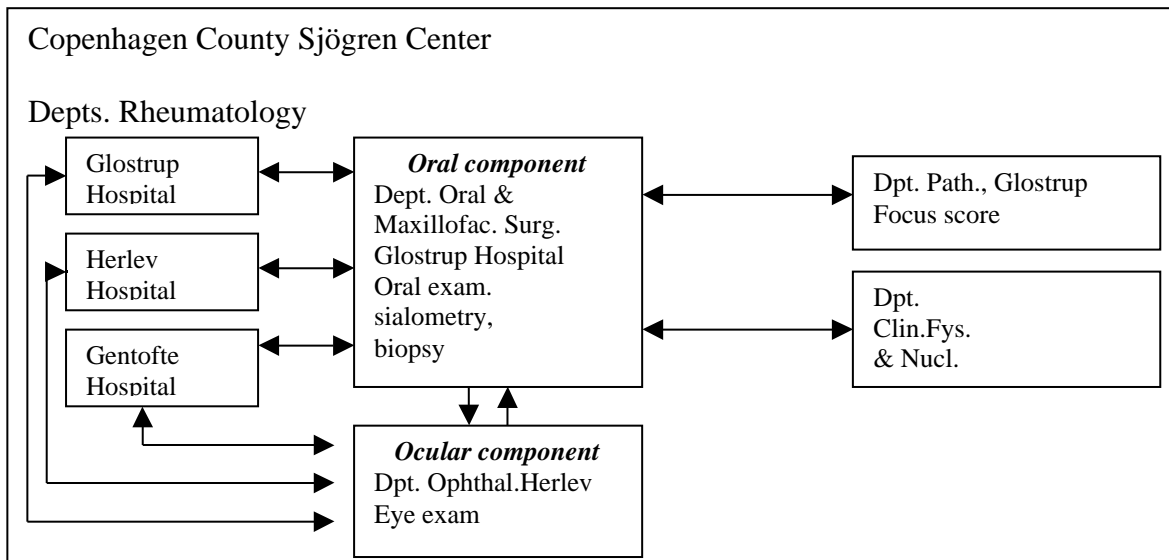 Copenhagen County Sjögren Center
Depts. Rheumatology
Glostrup
Hospital
Herlev
Hospital
Gentofte
Hospital
Oral component
Dept. Oral &
Maxillofac. Surg.
Glostrup Hospital
Oral exam.
sialometry,
biopsy
Dpt. Path., Glostrup
Focus score
Dpt.
Clin.Fys.
& Nucl.
Ocular component
Dpt. Ophthal.Herlev
Eye exam